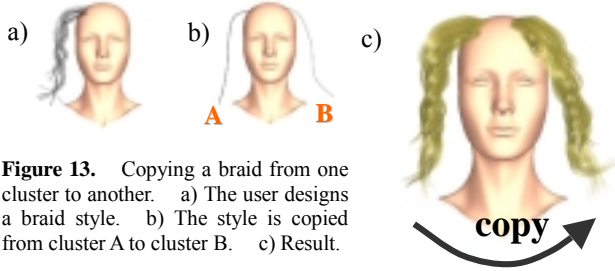 a)
b)
c)
A
B
Figure 13. Copying a braid from one
cluster to another. a) The user designs
a braid style. b) The style is copied
from cluster A to cluster B. c) Result.
copy